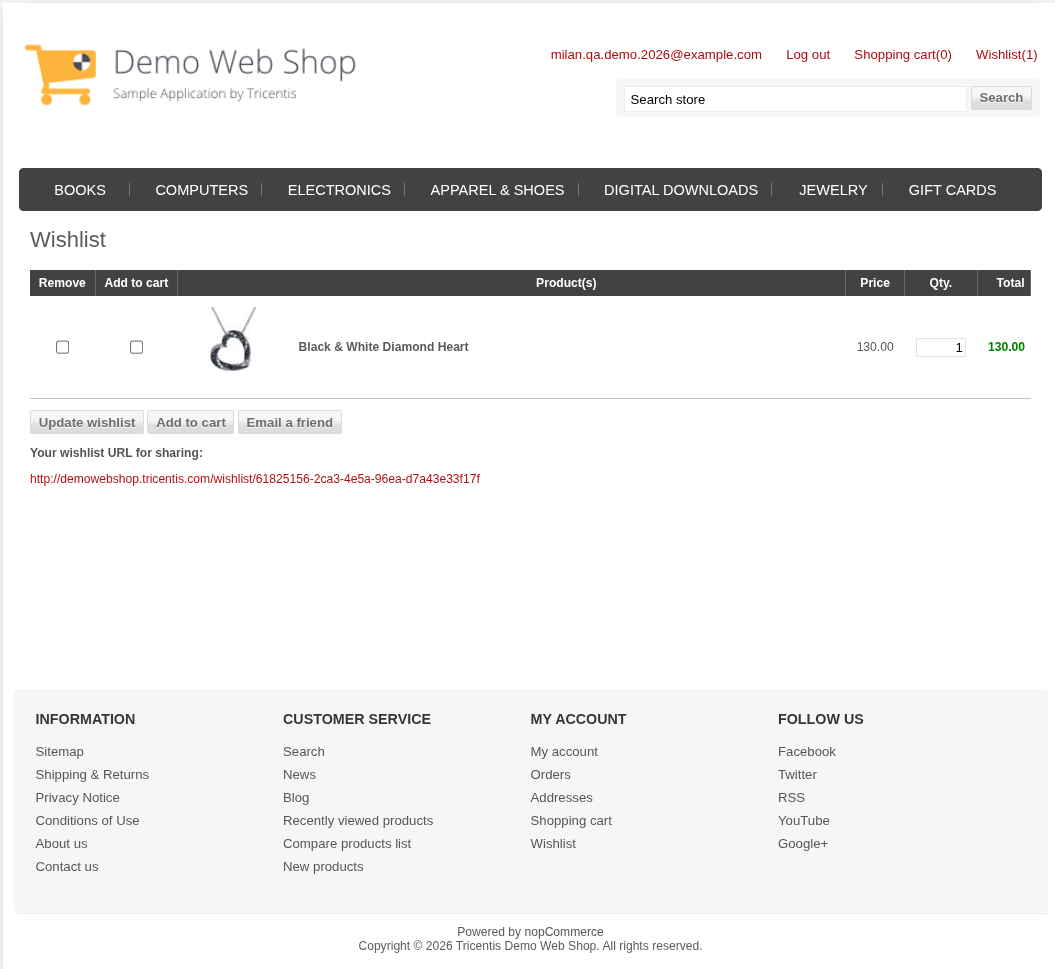 Demo Web Shop
Sample Application by Tricentis
milan.qa.demo.2026@example.com Log out Shopping cart(0) Wishlist(1)
Search store Search
BOOKS COMPUTERS ELECTRONICS APPAREL & SHOES DIGITAL DOWNLOADS JEWELRY GIFT CARDS
Wishlist
Remove Add to cart Product(s) Price Qty. Total
Black & White Diamond Heart 130.00 1 130.00
Update wishlist Add to cart Email a friend
Your wishlist URL for sharing:
http://demowebshop.tricentis.com/wishlist/61825156-2ca3-4e5a-96ea-d7a43e33f17f
INFORMATION CUSTOMER SERVICE MY ACCOUNT FOLLOW US
Sitemap Search My account Facebook
Shipping & Returns News Orders Twitter
Privacy Notice Blog Addresses RSS
Conditions of Use Recently viewed products Shopping cart YouTube
About us Compare products list Wishlist Google+
Contact us New products
Powered by nopCommerce
Copyright © 2026 Tricentis Demo Web Shop. All rights reserved.